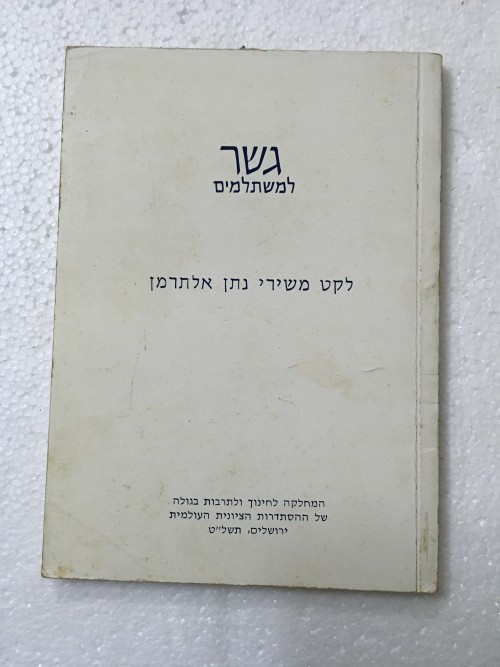 גשר
למשתלמים
לקט משירי נתן אלתרמן
המחלקה לחינוך ולתרבות בגולה
של ההסתדרות הציונית העולמית
ירושלים, תשל״ט